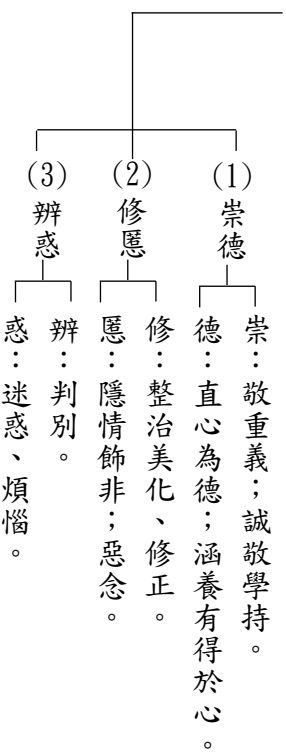 (1)崇德
崇：敬重義；誠敬學持。
德：直心為德；涵養有得於心。
(2)修慝
修：整治美化、修正。
慝：隱情飾非；惡念。
(3)辨惑
辨：判別。
惑：迷惑、煩惱。